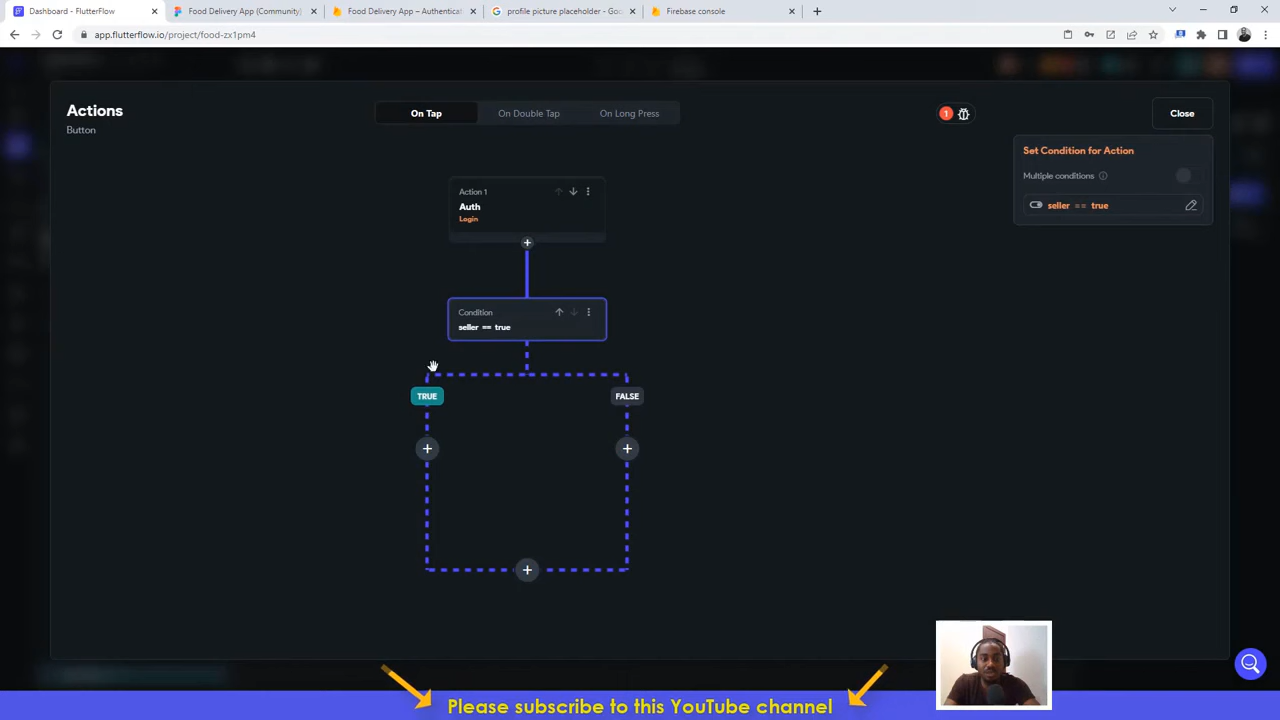 Dashboard - FlutterFlow
Food Delivery App (Community)
Food Delivery App – Authenticat
profile picture placeholder - Goo
Firebase console
app.flutterflow.io/project/food-zx1pm4
Actions
Button
On Tap
On Double Tap
On Long Press
1
Close
Set Condition for Action
Multiple conditions
seller == true
Action 1
Auth
Login
Condition
seller == true
TRUE
FALSE
Please subscribe to this YouTube channel